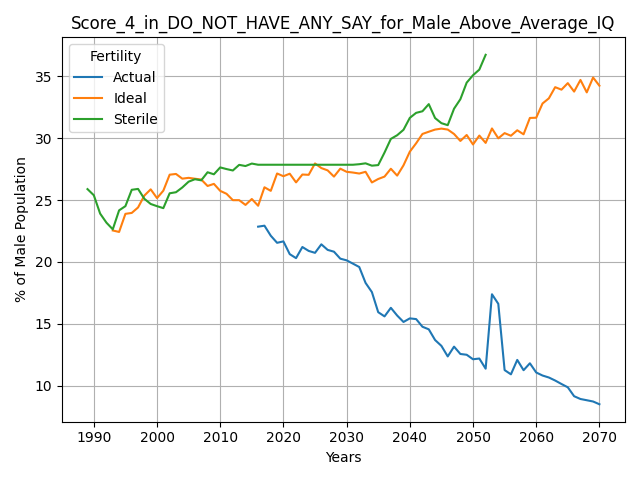 Score_4_in_DO_NOT_HAVE_ANY_SAY_for_Male_Above_Average_IQ
Fertility
Actual
Ideal
Sterile
% of Male Population
35
30
25
20
15
10
1990 2000 2010 2020 2030 2040 2050 2060 2070
Years